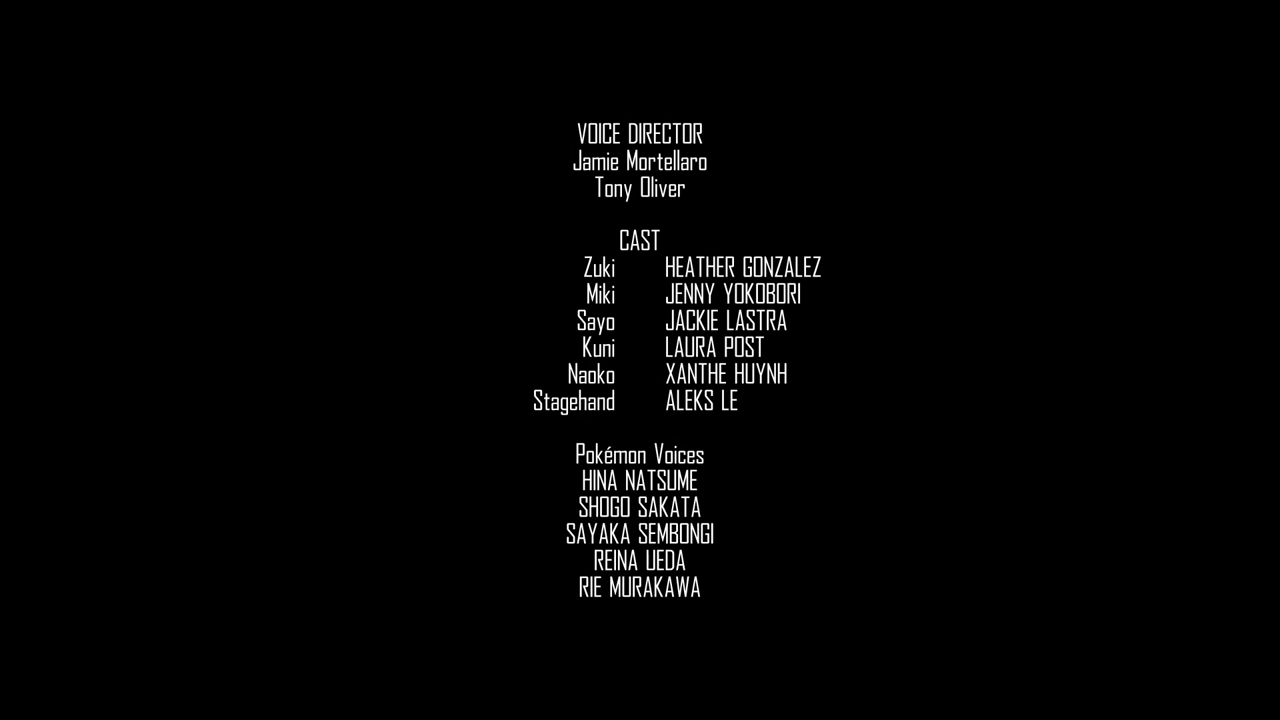 VOICE DIRECTOR
Jamie Mortellaro
Tony Oliver
CAST
Zuki HEATHER GONZALEZ
Miki JENNY YOKOBORI
Sayo JACKIE LASTRA
Kuni LAURA POST
Naoko XANTHE HUYNH
Stagehand ALEKS LE
Pokémon Voices
HINA NATSUME
SHOGO SAKATA
SAYAKA SEMBONGI
REINA UEDA
RIE MURAKAWA